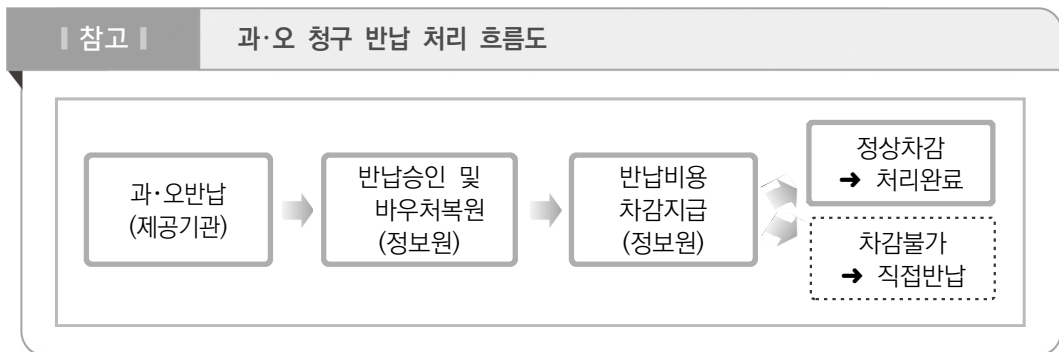 ▌참고▐
과·오 청구 반납 처리 흐름도
과·오반납
(제공기관)
반납승인 및
바우처복원
(정보원)
반납비용
차감지급
(정보원)
정상차감
➜ 처리완료
차감불가
➜ 직접반납